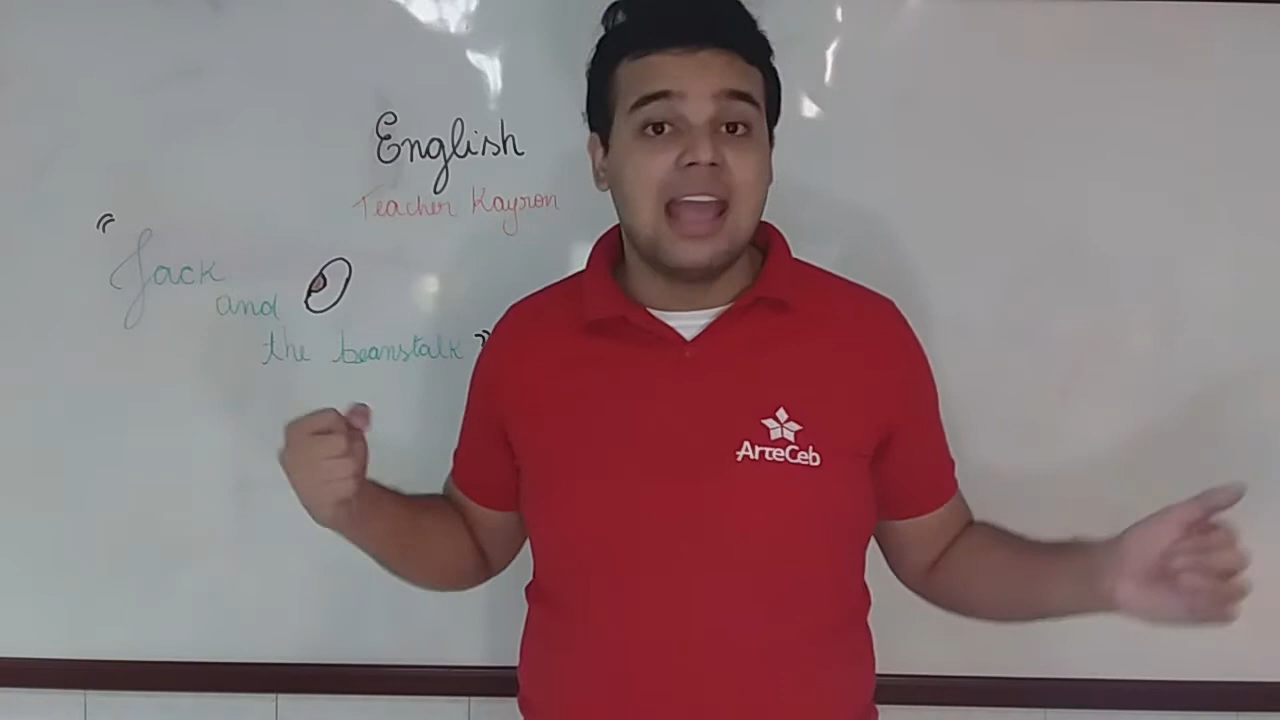 English
Teacher Kayron
"Jack
and
the beanstalk"
ArteCeb